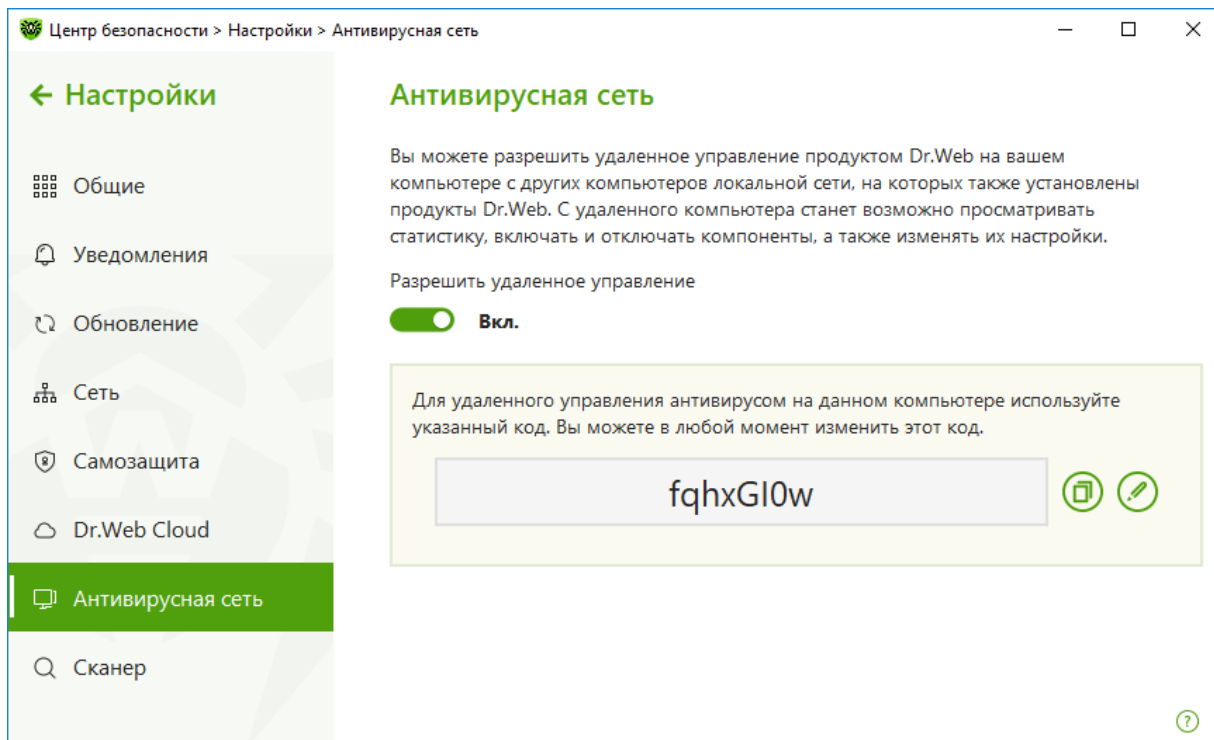 Центр безопасности > Настройки > Антивирусная сеть
Настройки
Общие
Уведомления
Обновление
Сеть
Самозащита
Dr.Web Cloud
Антивирусная сеть
Сканер
Антивирусная сеть
Вы можете разрешить удаленное управление продуктом Dr.Web на вашем
компьютере с других компьютеров локальной сети, на которых также установлены
продукты Dr.Web. С удаленного компьютера станет возможно просматривать
статистику, включать и отключать компоненты, а также изменять их настройки.
Разрешить удаленное управление
Вкл.
Для удаленного управления антивирусом на данном компьютере используйте
указанный код. Вы можете в любой момент изменить этот код.
fqhxGI0w
?